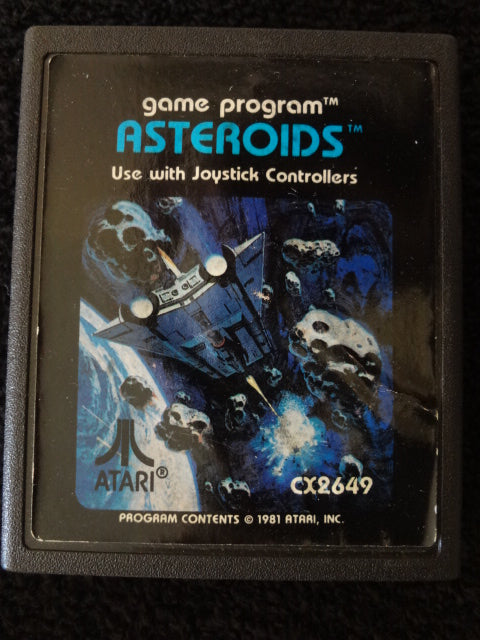 game program™
ASTEROIDS™
Use with Joystick Controllers
ATARI®
CX2649
PROGRAM CONTENTS © 1981 ATARI, INC.